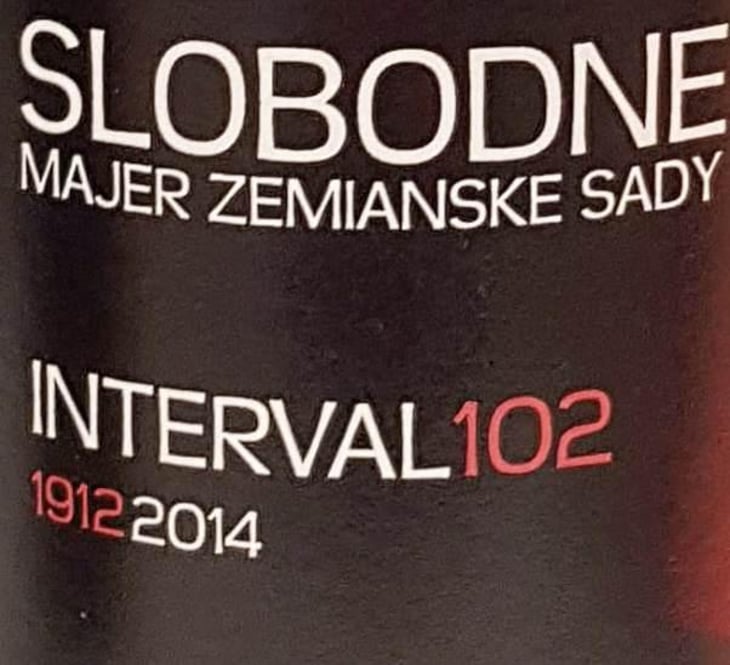 SLOBODNE
MAJER ZEMIANSKE SADY
INTERVAL102
19122014